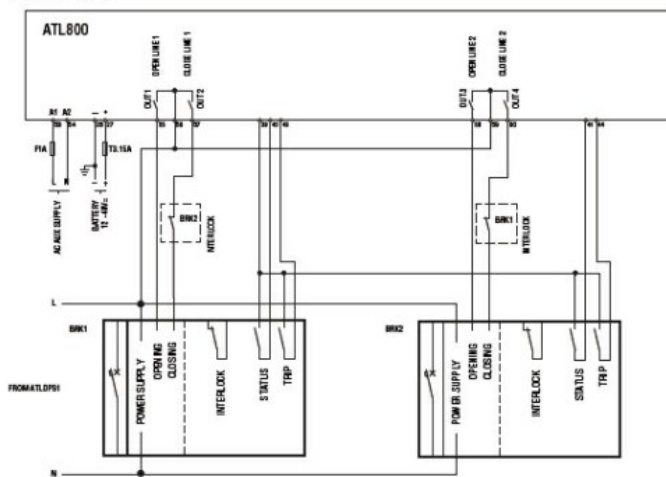 ATL800
OPEN LINE 1
CLOSE LINE 1
OPEN LINE 2
CLOSE LINE 2
OUT1
OUT2
OUT3
OUT4
A1 A2
- +
F1A
T3.15A
L N
- +
AC AUX SUPPLY
BATTERY
BRK2
INTERLOCK
BRK1
INTERLOCK
L
BRK1
BRK2
FROM ATLDPS1
POWER SUPPLY
OPENING
CLOSING
INTERLOCK
STATUS
TRIP
POWER SUPPLY
OPENING
CLOSING
INTERLOCK
STATUS
TRIP
N